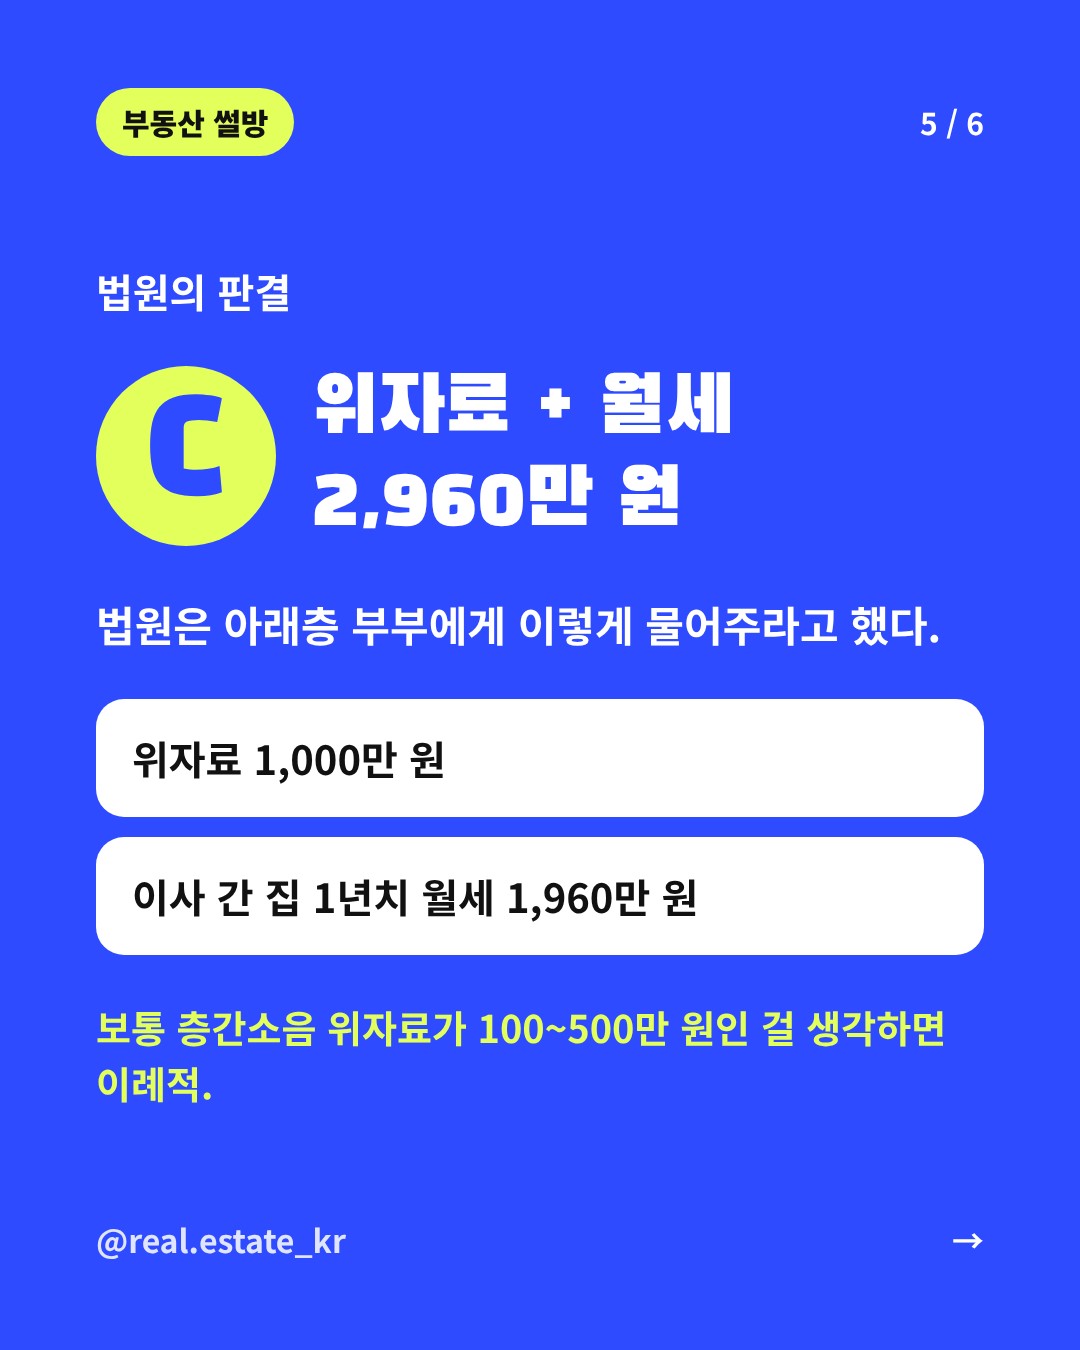 부동산 썰방
5 / 6
법원의 판결
C
위자료 + 월세
2,960만 원
법원은 아래층 부부에게 이렇게 물어주라고 했다.
위자료 1,000만 원
이사 간 집 1년치 월세 1,960만 원
보통 층간소음 위자료가 100~500만 원인 걸 생각하면
이례적.
@real.estate_kr
→